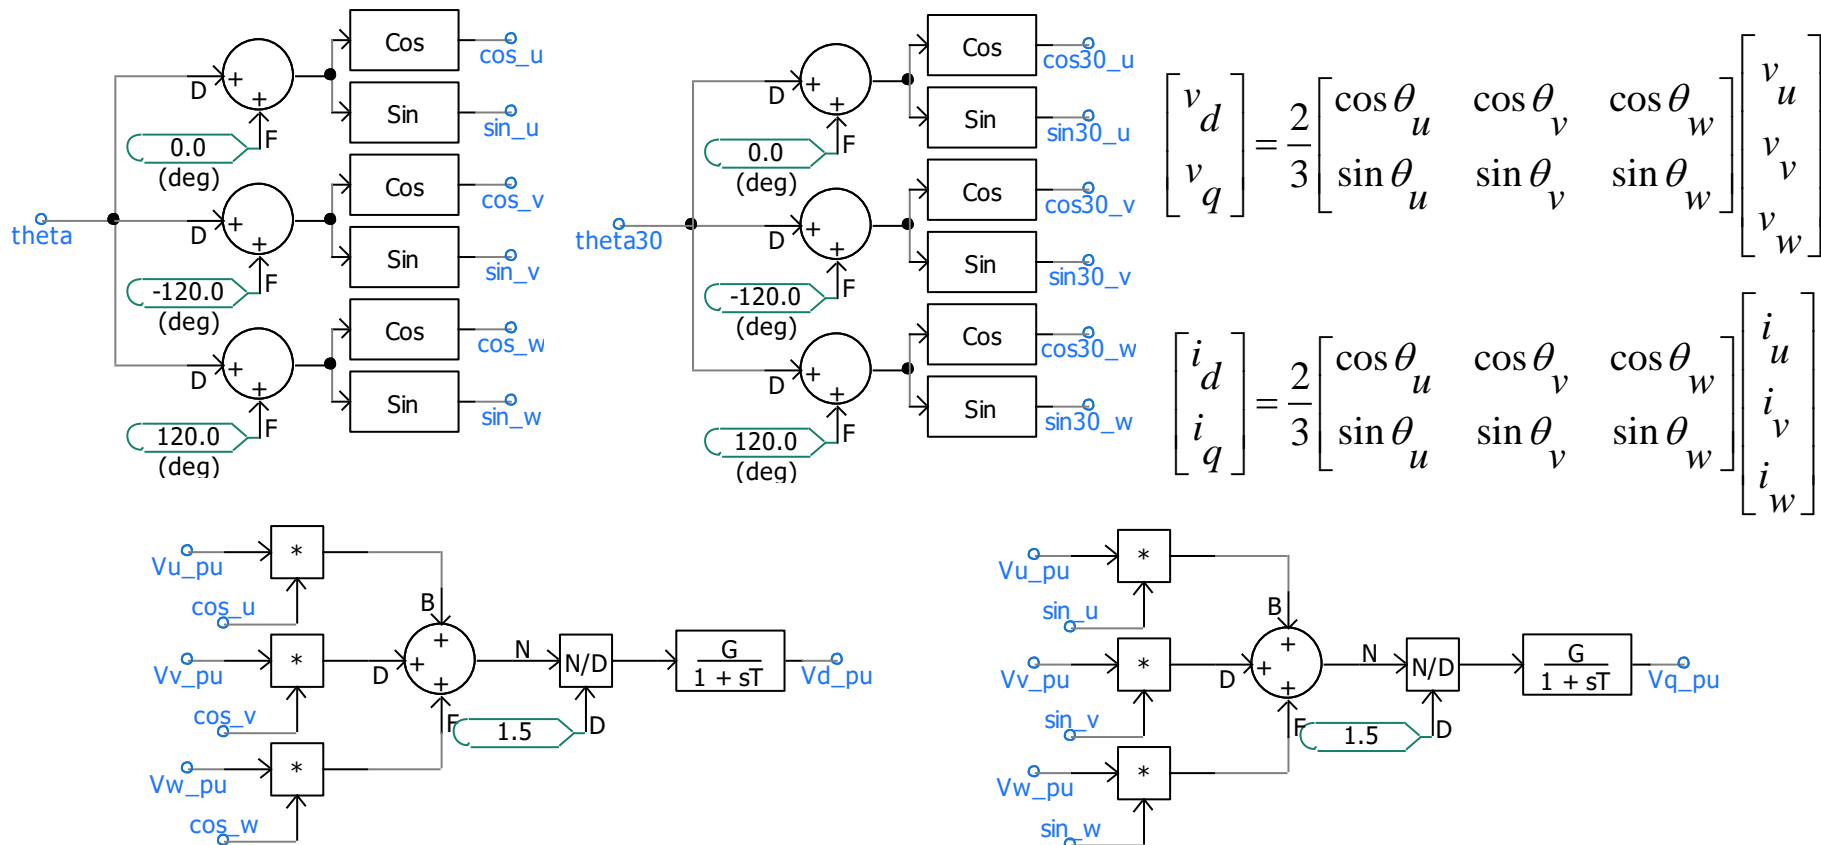 theta
D
+
+
F
0.0
(deg)
Cos
cos_u
Sin
sin_u
D
+
+
F
-120.0
(deg)
Cos
cos_v
Sin
sin_v
D
+
+
F
120.0
(deg)
Cos
cos_w
Sin
sin_w
theta30
D
+
+
F
0.0
(deg)
Cos
cos30_u
Sin
sin30_u
D
+
+
F
-120.0
(deg)
Cos
cos30_v
Sin
sin30_v
D
+
+
F
120.0
(deg)
Cos
cos30_w
Sin
sin30_w
[v_d v_q] = 2/3 [cos θ_u cos θ_v cos θ_w sin θ_u sin θ_v sin θ_w] [v_u v_v v_w]
[i_d i_q] = 2/3 [cos θ_u cos θ_v cos θ_w sin θ_u sin θ_v sin θ_w] [i_u i_v i_w]
Vu_pu
*
cos_u
Vv_pu
*
cos_v
Vw_pu
*
cos_w
B
+
D
+
+
F
N
N/D
1.5
D
G
1 + sT
Vd_pu
Vu_pu
*
sin_u
Vv_pu
*
sin_v
Vw_pu
*
sin_w
B
+
D
+
+
F
N
N/D
1.5
D
G
1 + sT
Vq_pu